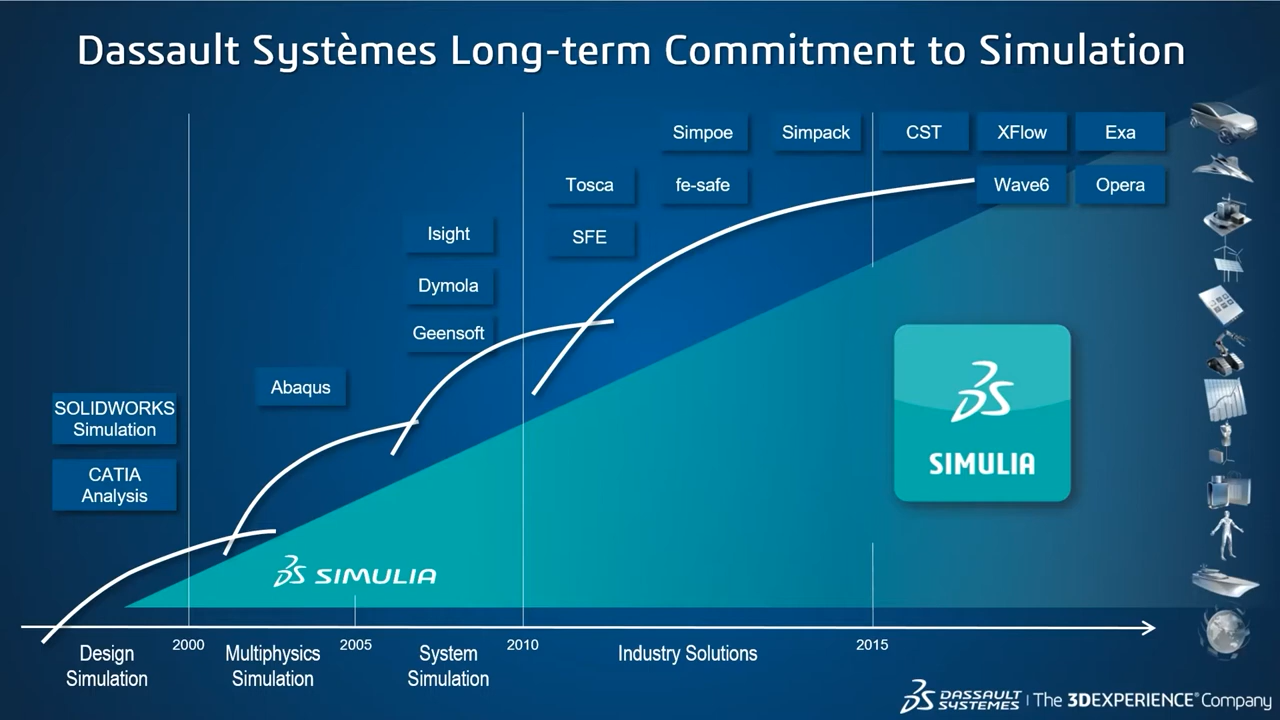 Dassault Systèmes Long-term Commitment to Simulation
Simpoe
Simpack
CST
XFlow
Exa
Tosca
fe-safe
Wave6
Opera
Isight
SFE
Dymola
Geensoft
Abaqus
SOLIDWORKS
Simulation
CATIA
Analysis
SIMULIA
SIMULIA
2000
2005
2010
2015
Design
Simulation
Multiphysics
Simulation
System
Simulation
Industry Solutions
DASSAULT
SYSTEMES | The 3DEXPERIENCE® Company